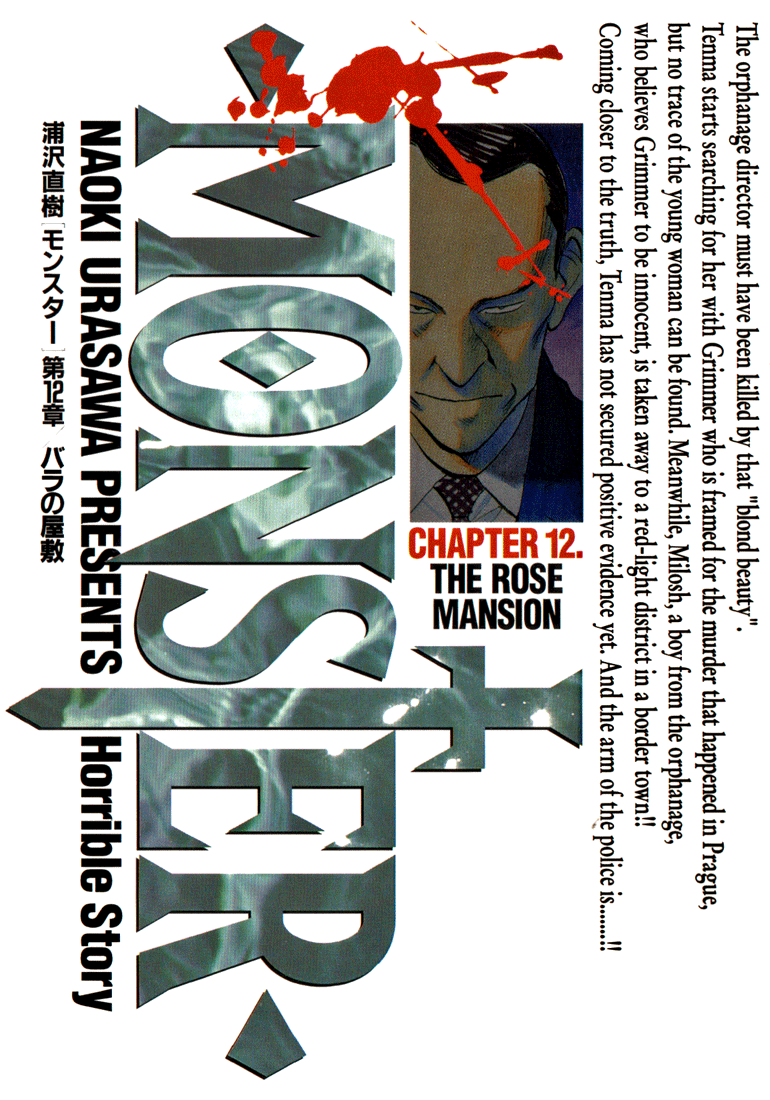 The orphanage director must have been killed by that "blond beauty".
Tenma starts searching for her with Grimmer who is framed for the murder that happened in Prague,
but no trace of the young woman can be found. Meanwhile, Milosh, a boy from the orphanage,
who believes Grimmer to be innocent, is taken away to a red-light district in a border town!!
Coming closer to the truth, Tenma has not secured positive evidence yet. And the arm of the police is.........!!
CHAPTER 12.
THE ROSE
MANSION
MONSTER
NAOKI URASAWA PRESENTS Horrible Story
浦沢直樹[モンスター]第12章/バラの屋敷